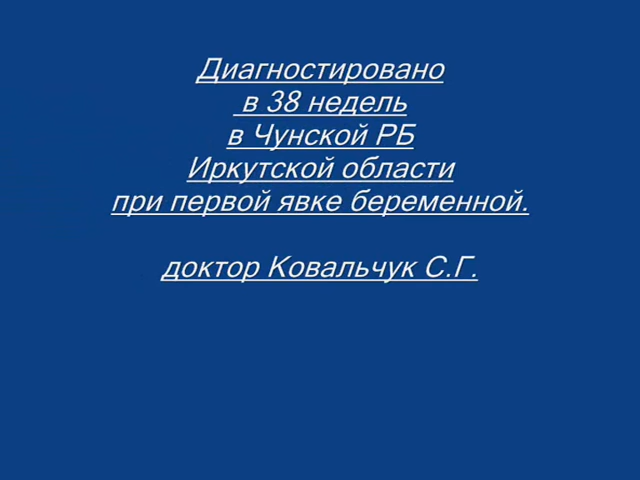 Диагностировано
в 38 недель
в Чунской РБ
Иркутской области
при первой явке беременной.
доктор Ковальчук С.Г.